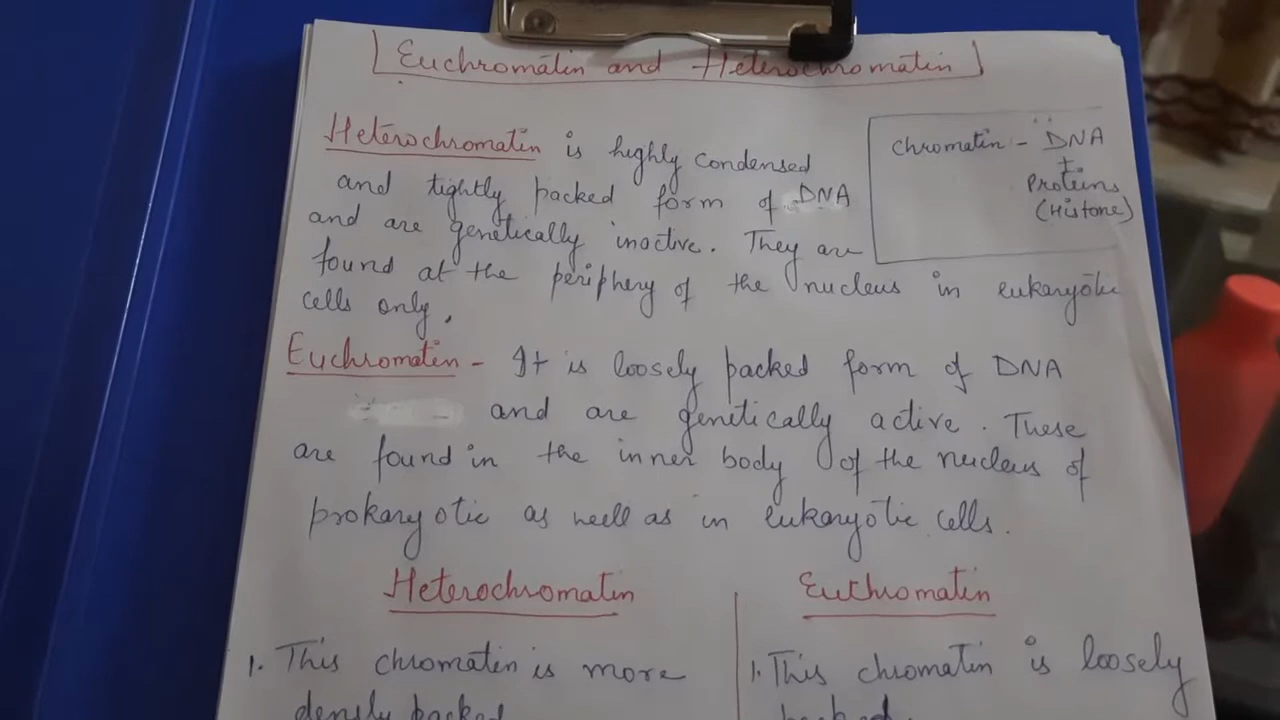 Euchromatin and Heterochromatin
Heterochromatin is highly condensed
and tightly packed form of DNA
and are genetically inactive. They are
found at the periphery of the nucleus in eukaryotic
cells only.
Chromatin - DNA
+
Proteins
(Histone)
Euchromatin - It is loosely packed form of DNA
and are genetically active. These
are found in the inner body of the nucleus of
prokaryotic as well as in eukaryotic cells.
Heterochromatin
1. This chromatin is more
densly packed
Euchromatin
1. This chromatin is loosely
packed.